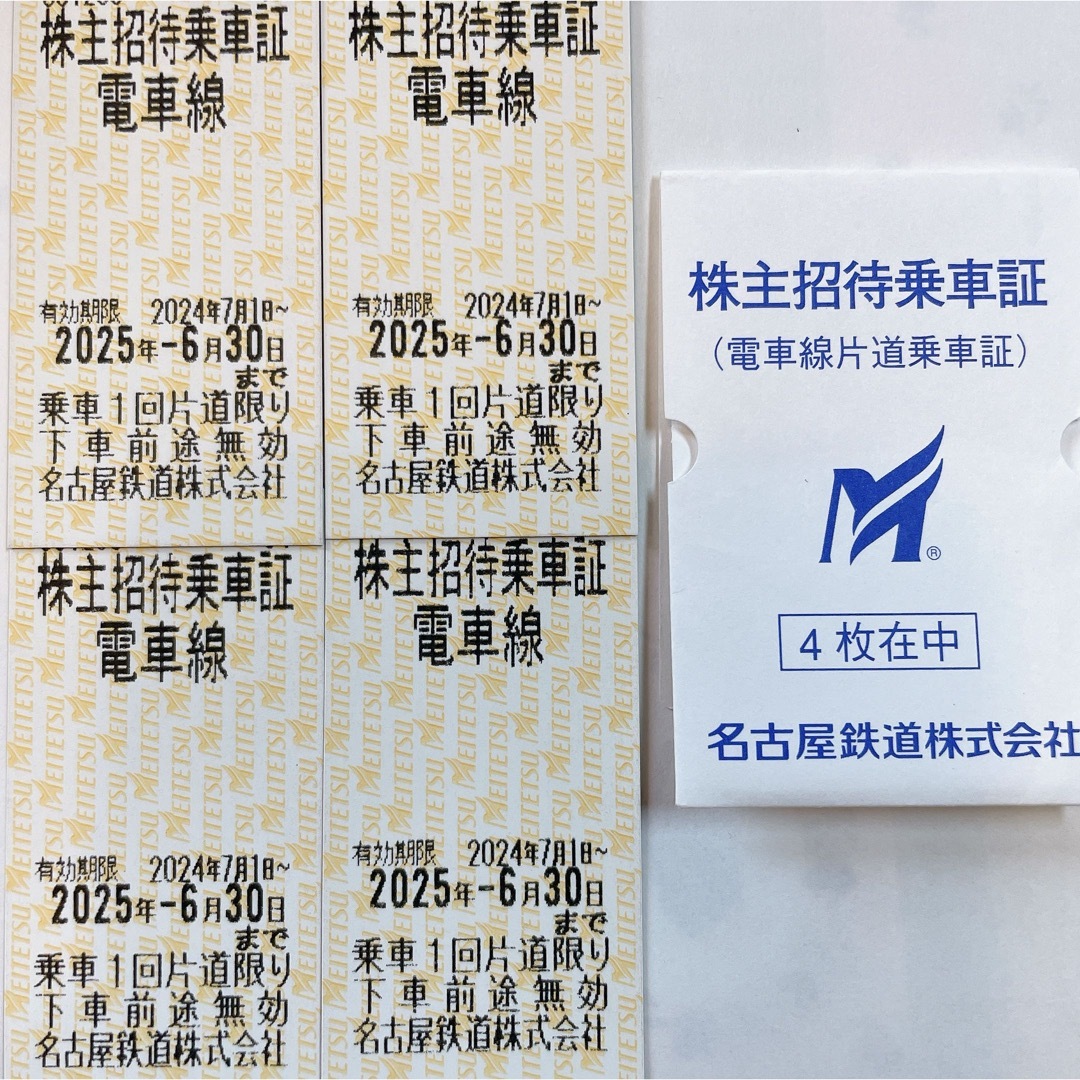 株主招待乗車証
電車線
有効期限 2024年7月1日~
2025年-6月30日
まで
乗車1回片道限り
下車前途無効
名古屋鉄道株式会社
株主招待乗車証
電車線
有効期限 2024年7月1日~
2025年-6月30日
まで
乗車1回片道限り
下車前途無効
名古屋鉄道株式会社
株主招待乗車証
電車線
有効期限 2024年7月1日~
2025年-6月30日
まで
乗車1回片道限り
下車前途無効
名古屋鉄道株式会社
株主招待乗車証
電車線
有効期限 2024年7月1日~
2025年-6月30日
まで
乗車1回片道限り
下車前途無効
名古屋鉄道株式会社
株主招待乗車証
（電車線片道乗車証）
M®
4枚在中
名古屋鉄道株式会社
MEITETSU